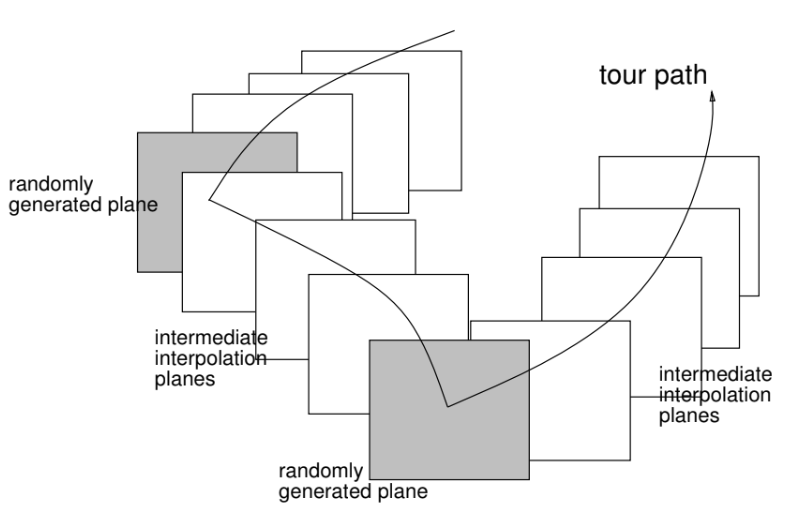 tour path
randomly
generated plane
intermediate
interpolation
planes
intermediate
interpolation
planes
randomly
generated plane